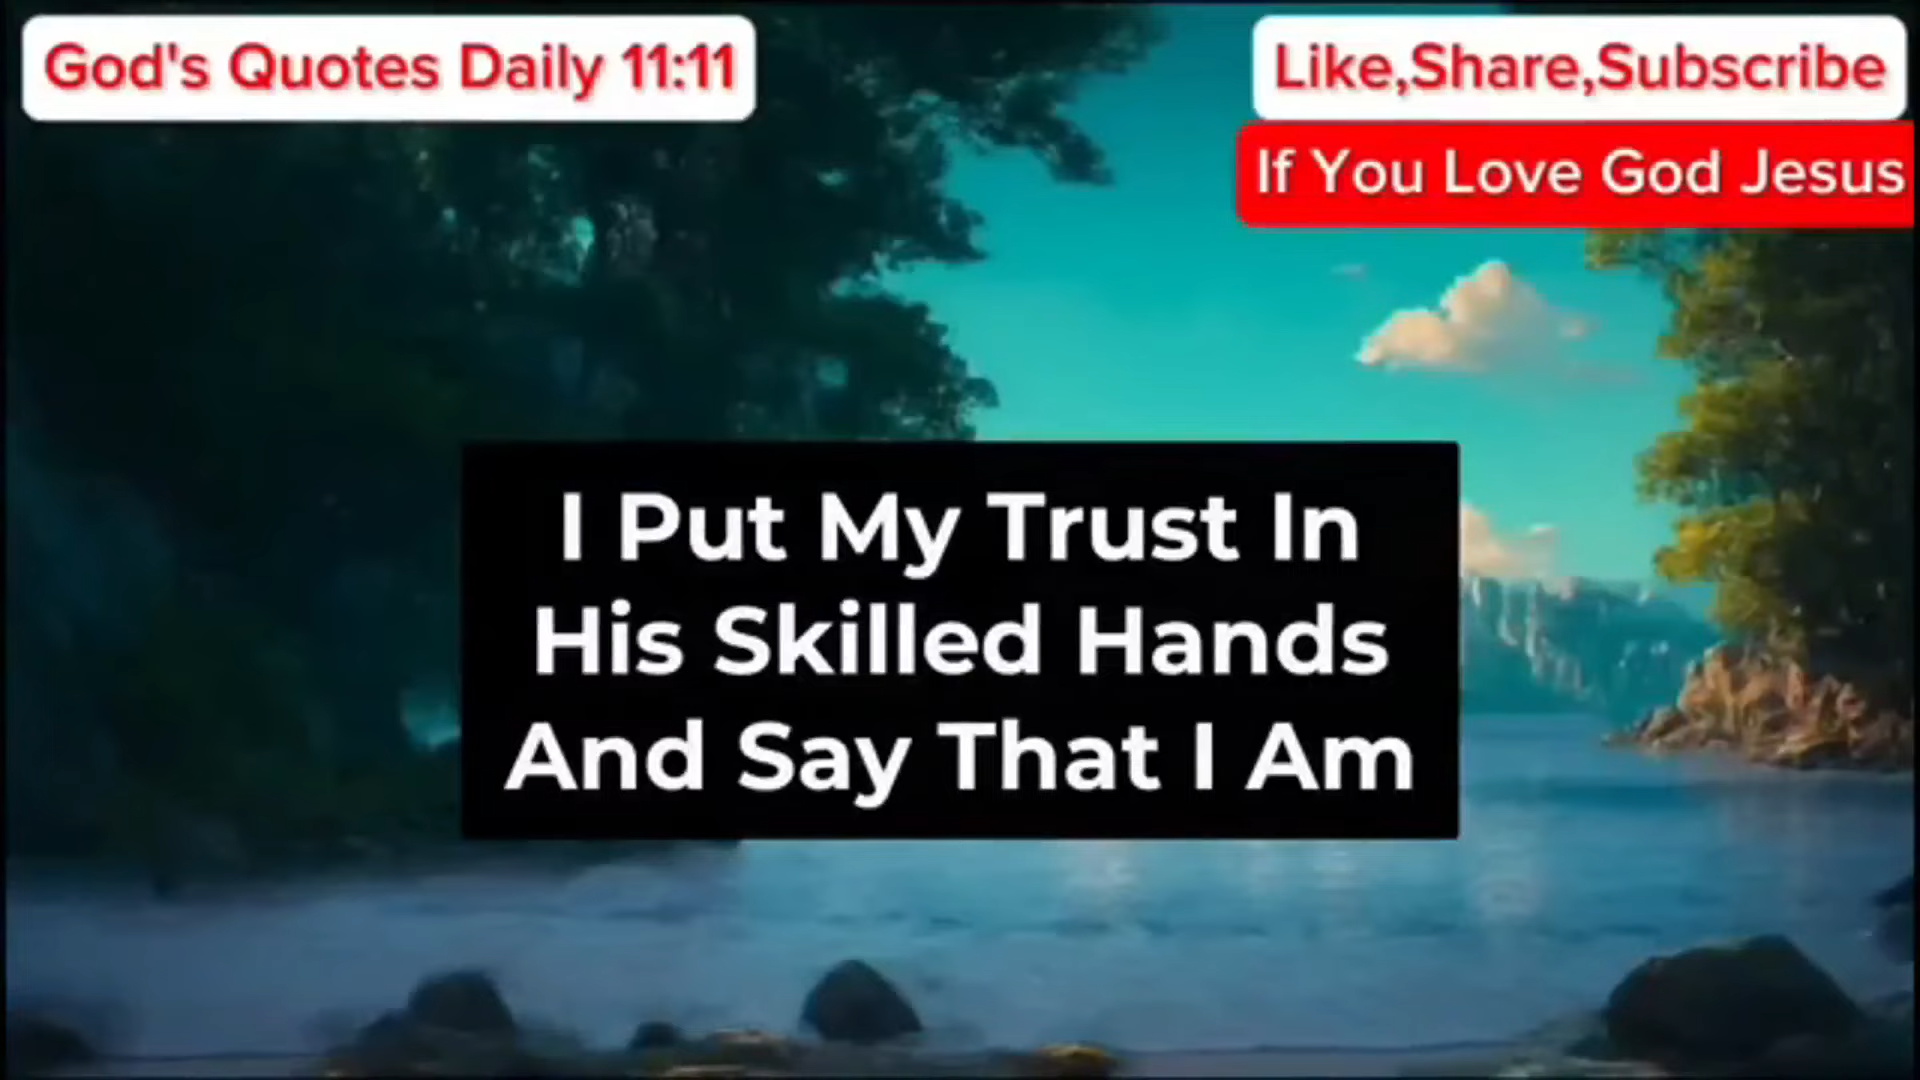 God's Quotes Daily 11:11
Like,Share,Subscribe
If You Love God Jesus
I Put My Trust In
His Skilled Hands
And Say That I Am